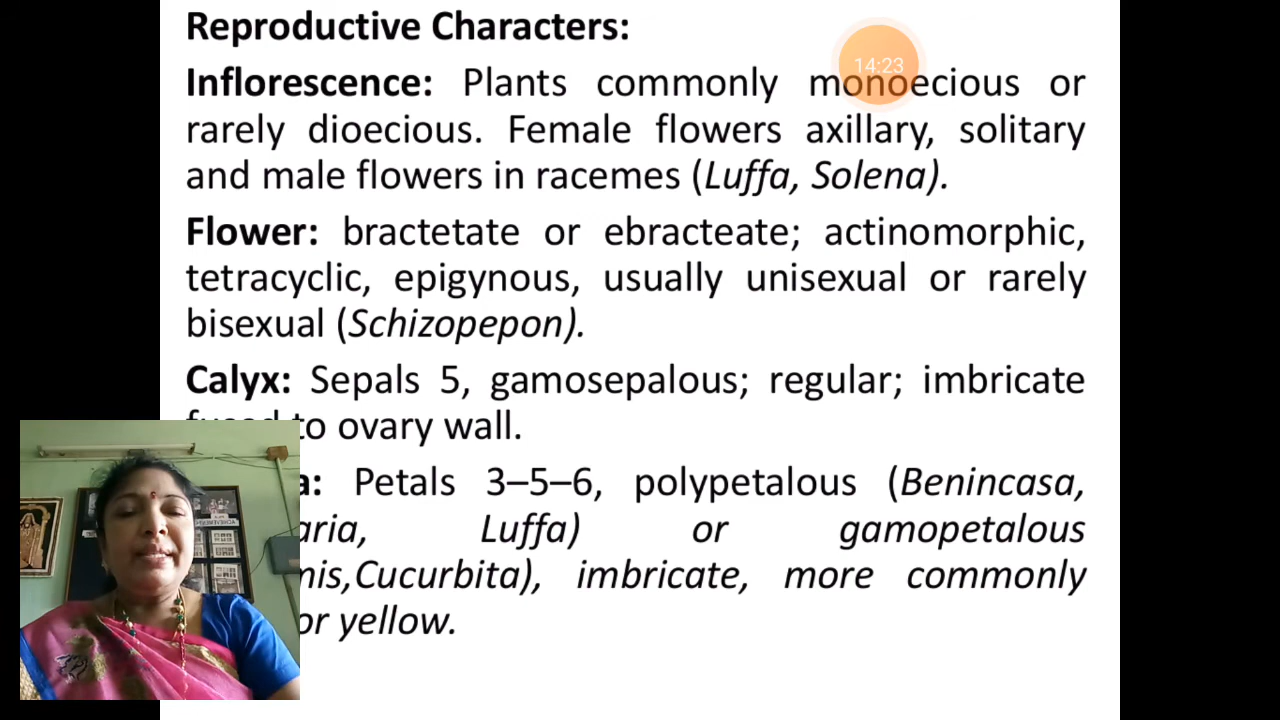 Reproductive Characters:
14:23
Inflorescence: Plants commonly monoecious or
rarely dioecious. Female flowers axillary, solitary
and male flowers in racemes (Luffa, Solena).
Flower: bractetate or ebracteate; actinomorphic,
tetracyclic, epigynous, usually unisexual or rarely
bisexual (Schizopepon).
Calyx: Sepals 5, gamosepalous; regular; imbricate
to ovary wall.
Petals 3–5–6, polypetalous (Benincasa,
Luffa) or gamopetalous
Cucurbita), imbricate, more commonly
or yellow.